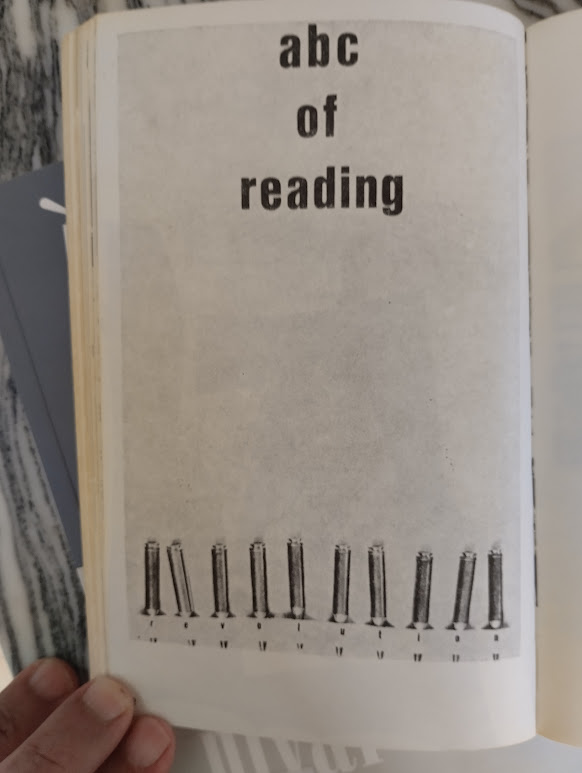 abc
of
reading
r e v o l u t i o n